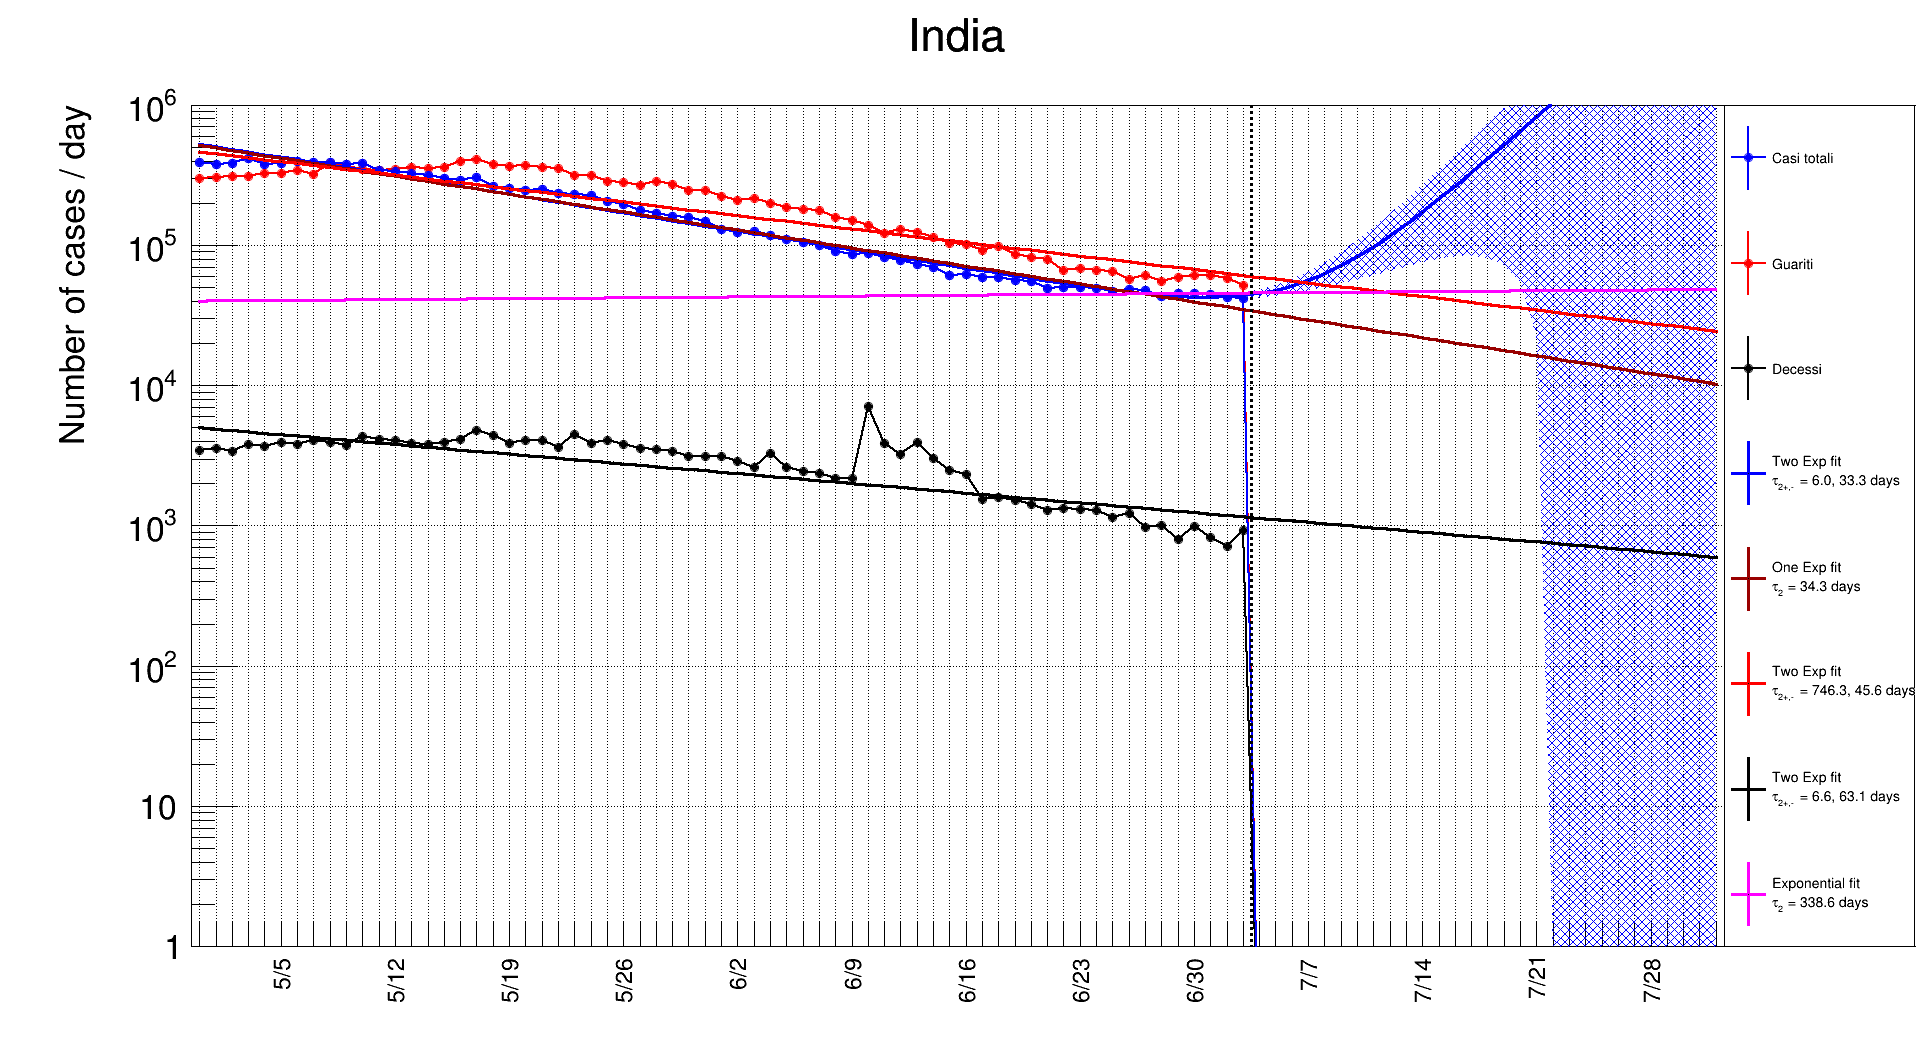 India
Number of cases / day
10^6
10^5
10^4
10^3
10^2
10
1
5/5
5/12
5/19
5/26
6/2
6/9
6/16
6/23
6/30
7/7
7/14
7/21
7/28
Casi totali
Guariti
Decessi
Two Exp fit
τ2+,- = 6.0, 33.3 days
One Exp fit
τ2 = 34.3 days
Two Exp fit
τ2+,- = 746.3, 45.6 days
Two Exp fit
τ2+,- = 6.6, 63.1 days
Exponential fit
τ2 = 338.6 days